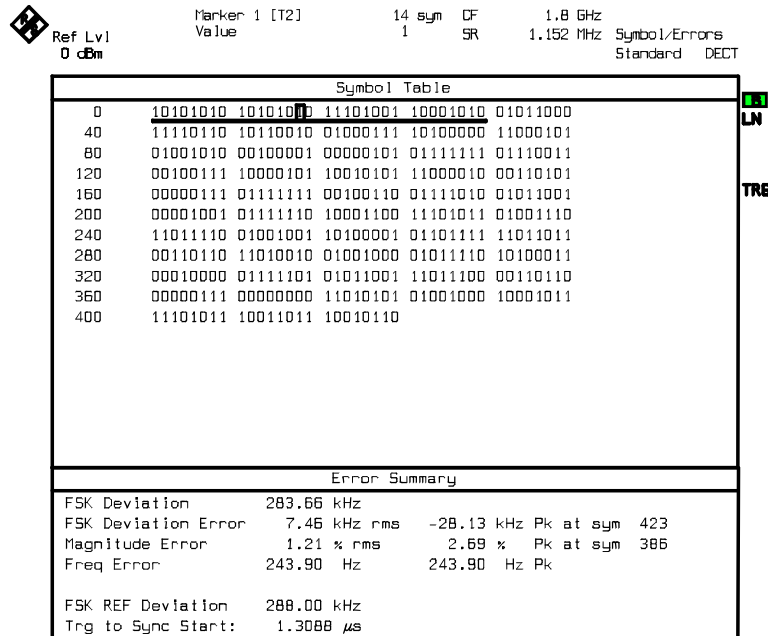 Marker 1 [T2] 14 sym CF 1.8 GHz
Ref Lvl Value 1 SR 1.152 MHz Symbol/Errors
0 dBm Standard DECT
Symbol Table
0 10101010 10101010 11101001 10001010 01011000
40 11110110 10110010 01000111 10100000 11000101
80 01001010 00100001 00000101 01111111 01110011
120 00100111 10000101 10010101 11000010 00110101
160 00000111 01111111 00100110 01111010 01011001
200 00001001 01111110 10001100 11101011 01001110
240 11011110 01001001 10100001 01101111 11011011
280 00110110 11010010 01001000 01011110 10100011
320 00010000 01111101 01011001 11011100 00110110
360 00000111 00000000 11010101 01001000 10001011
400 11101011 10011011 10010110
LN
Error Summary
FSK Deviation 283.66 kHz
FSK Deviation Error 7.46 kHz rms -28.13 kHz Pk at sym 423
Magnitude Error 1.21 % rms 2.69 % Pk at sym 386
Freq Error 243.90 Hz 243.90 Hz Pk
FSK REF Deviation 288.00 kHz
Trg to Sync Start: 1.3088 µs